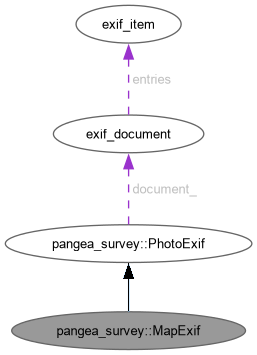 exif_item
entries
exif_document
document_
pangea_survey::PhotoExif
pangea_survey::MapExif